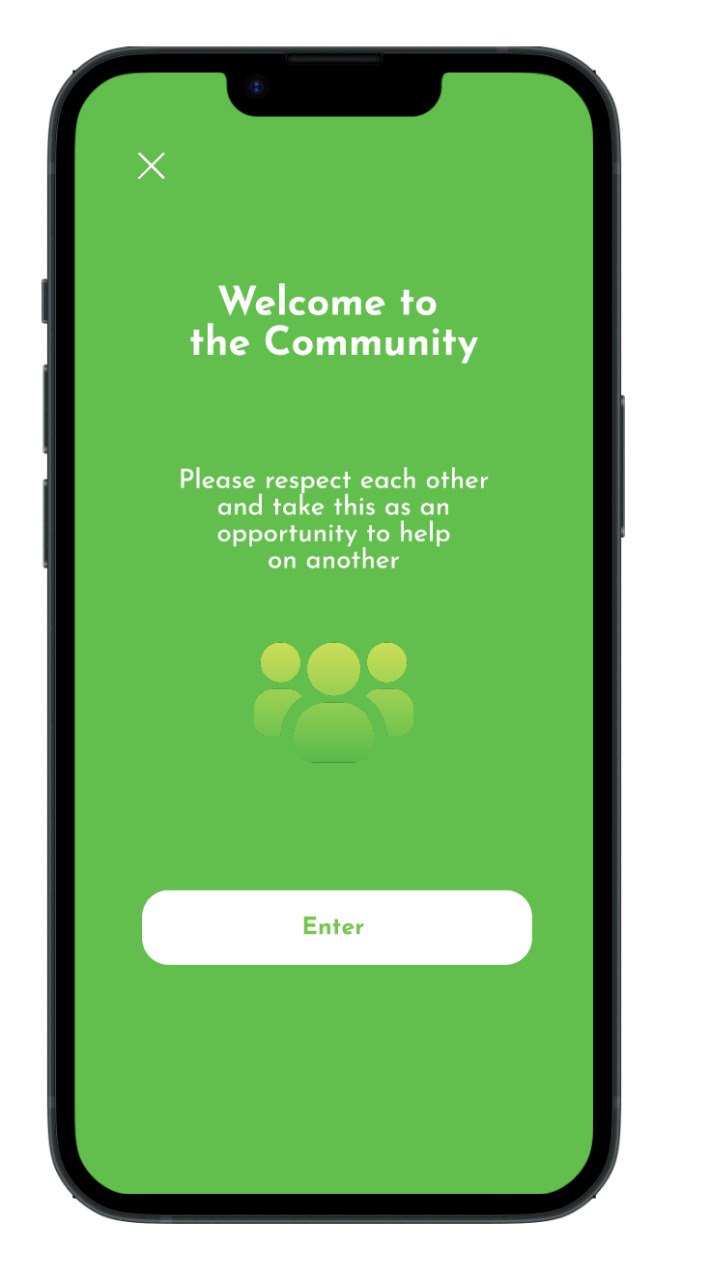 Welcome to
the Community
Please respect each other
and take this as an
opportunity to help
on another
Enter